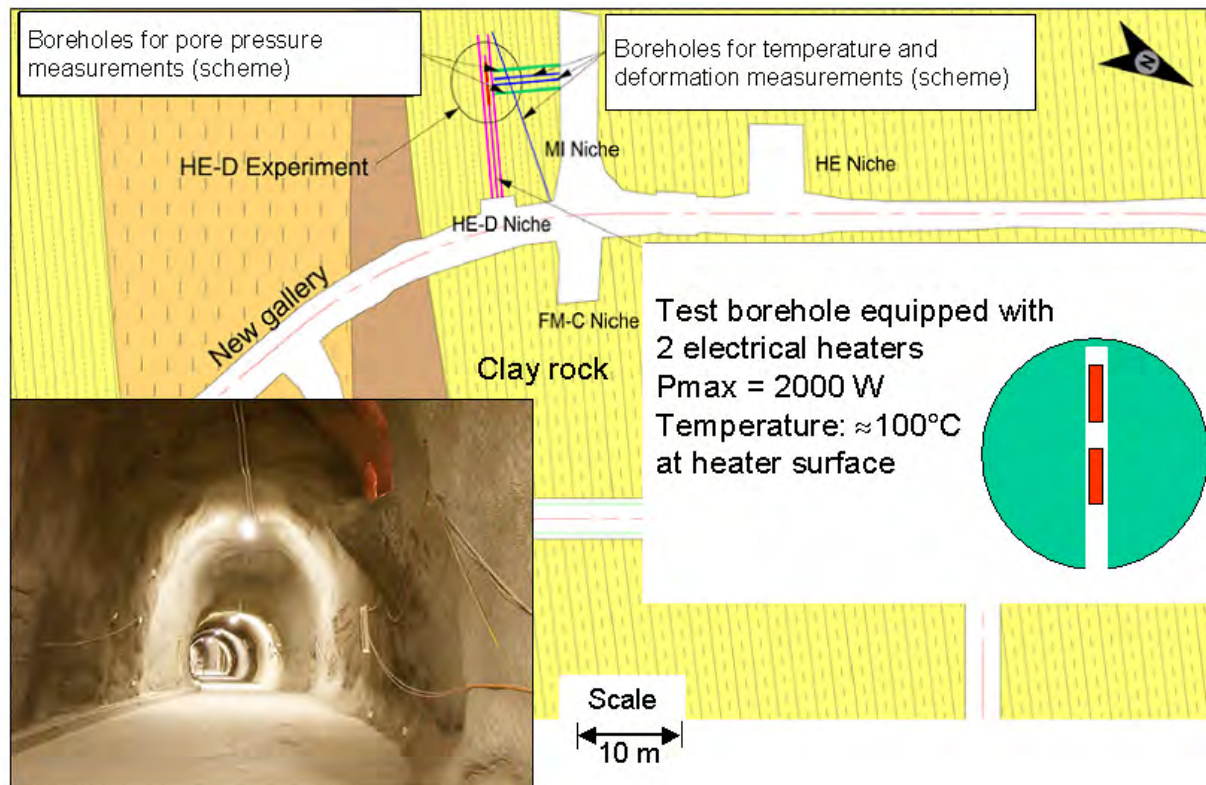 Boreholes for pore pressure
measurements (scheme)
Boreholes for temperature and
deformation measurements (scheme)
N
HE-D Experiment
MI Niche
HE Niche
HE-D Niche
New gallery
FM-C Niche
Clay rock
Test borehole equipped with
2 electrical heaters
Pmax = 2000 W
Temperature: ≈100°C
at heater surface
Scale
10 m